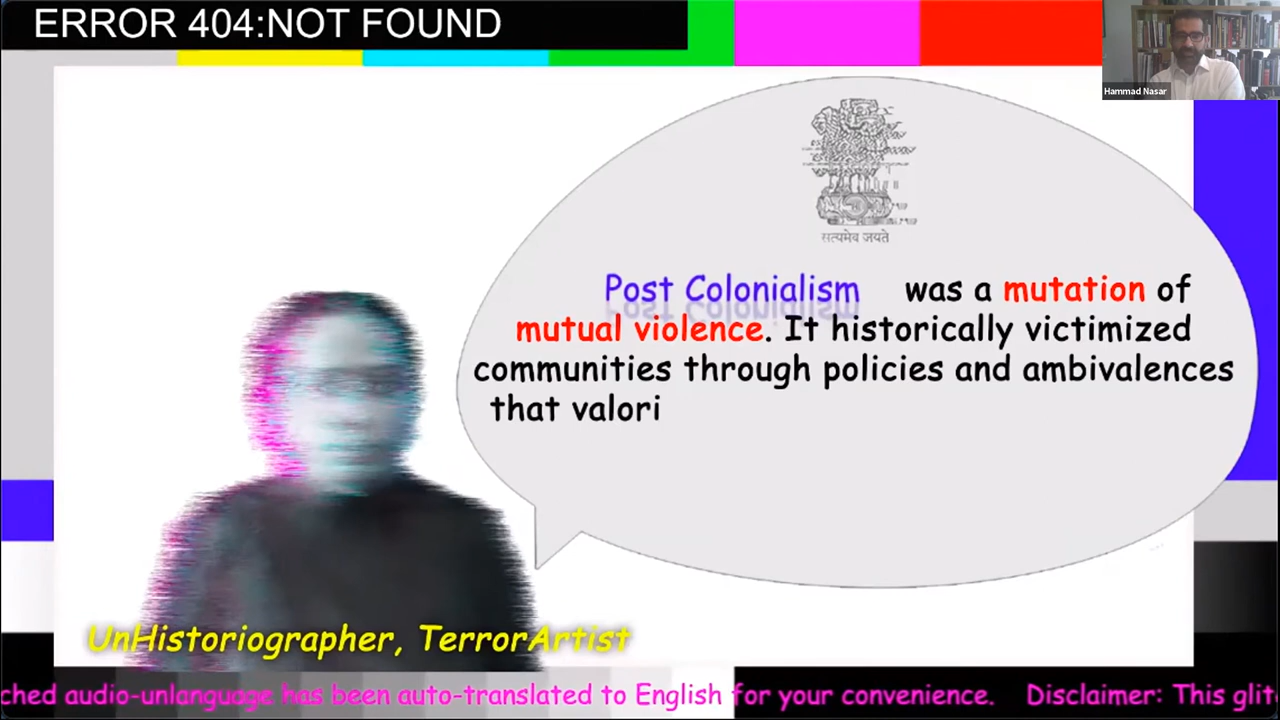 ERROR 404:NOT FOUND
Hammad Nasar
सत्यमेव जयते
Post Colonialism was a mutation of
mutual violence. It historically victimized
communities through policies and ambivalences
that valori
UnHistoriographer, TerrorArtist
ched audio-unlanguage has been auto-translated to English for your convenience. Disclaimer: This glit